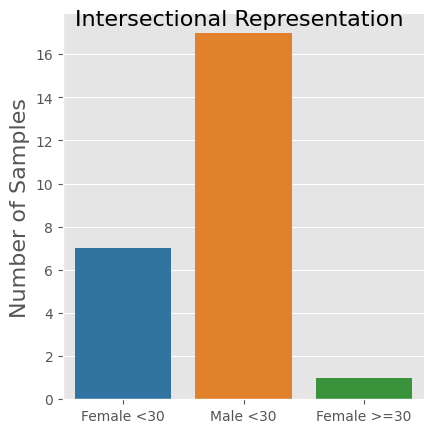 Intersectional Representation
Number of Samples
16
14
12
10
8
6
4
2
0
Female <30
Male <30
Female >=30